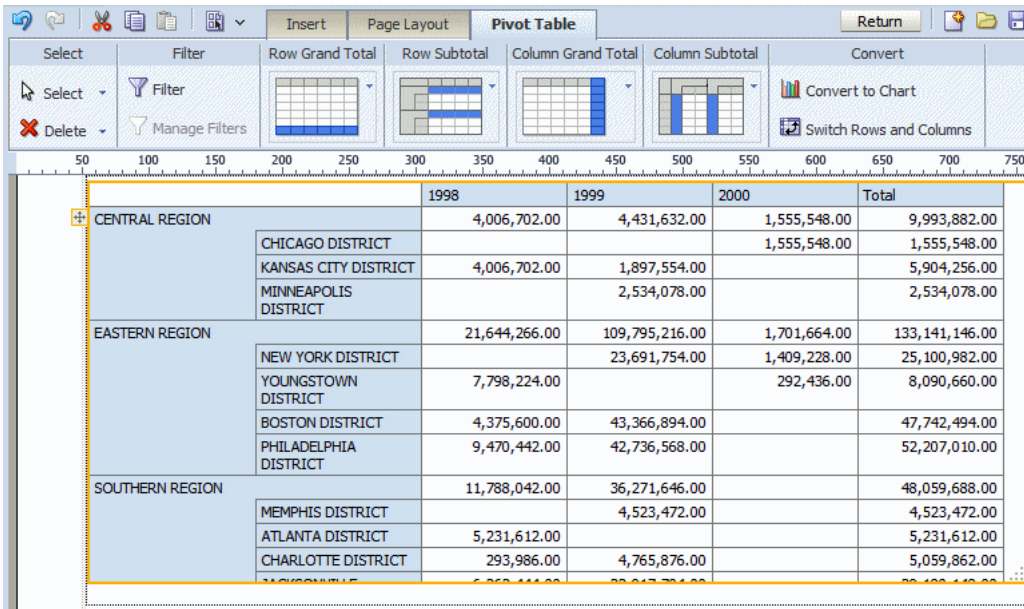 Insert Page Layout Pivot Table Return
Select Filter Row Grand Total Row Subtotal Column Grand Total Column Subtotal Convert
Select Filter Convert to Chart
Delete Manage Filters Switch Rows and Columns
50 100 150 200 250 300 350 400 450 500 550 600 650 700 750
1998 1999 2000 Total
CENTRAL REGION 4,006,702.00 4,431,632.00 1,555,548.00 9,993,882.00
CHICAGO DISTRICT 1,555,548.00 1,555,548.00
KANSAS CITY DISTRICT 4,006,702.00 1,897,554.00 5,904,256.00
MINNEAPOLIS 2,534,078.00 2,534,078.00
DISTRICT
EASTERN REGION 21,644,266.00 109,795,216.00 1,701,664.00 133,141,146.00
NEW YORK DISTRICT 23,691,754.00 1,409,228.00 25,100,982.00
YOUNGSTOWN 7,798,224.00 292,436.00 8,090,660.00
DISTRICT
BOSTON DISTRICT 4,375,600.00 43,366,894.00 47,742,494.00
PHILADELPHIA 9,470,442.00 42,736,568.00 52,207,010.00
DISTRICT
SOUTHERN REGION 11,788,042.00 36,271,646.00 48,059,688.00
MEMPHIS DISTRICT 4,523,472.00 4,523,472.00
ATLANTA DISTRICT 5,231,612.00 5,231,612.00
CHARLOTTE DISTRICT 293,986.00 4,765,876.00 5,059,862.00